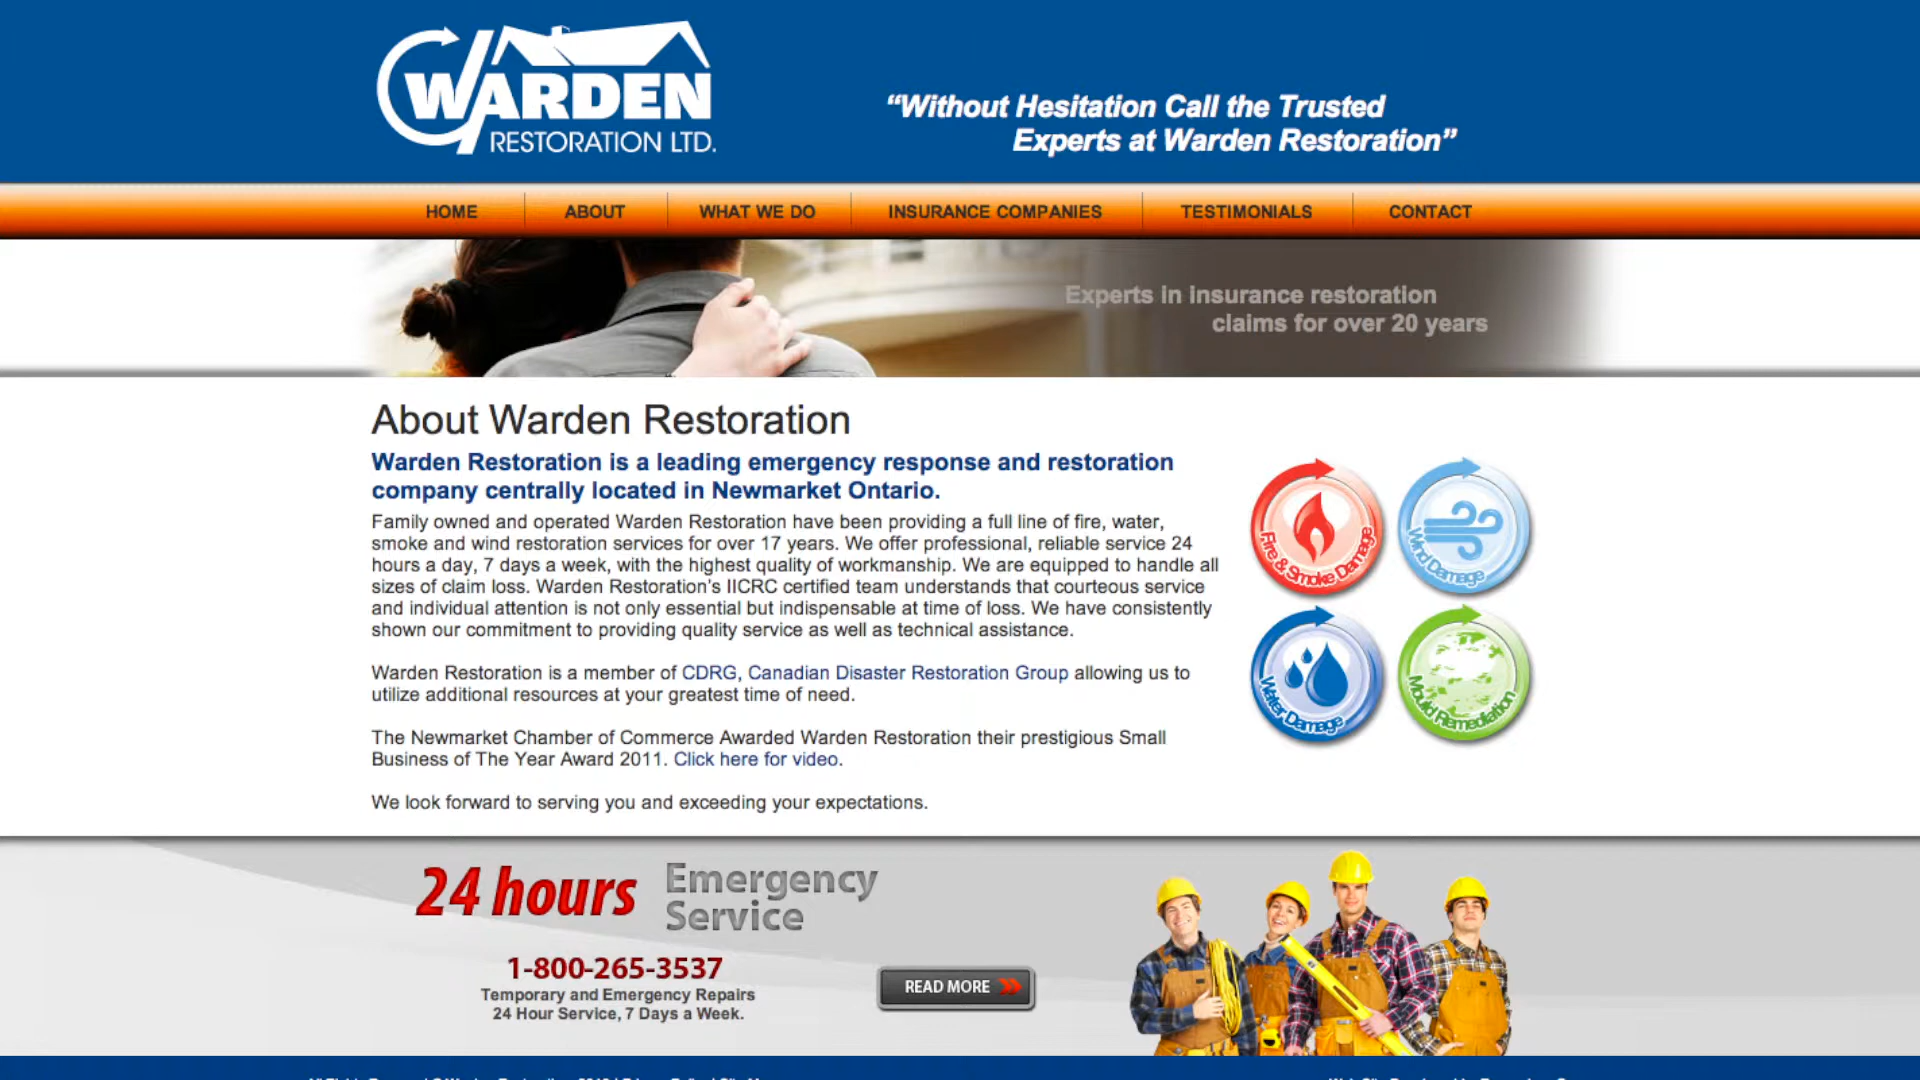 WARDEN
RESTORATION LTD.
“Without Hesitation Call the Trusted
Experts at Warden Restoration”
HOME
ABOUT
WHAT WE DO
INSURANCE COMPANIES
TESTIMONIALS
CONTACT
Experts in insurance restoration
claims for over 20 years
About Warden Restoration
Warden Restoration is a leading emergency response and restoration
company centrally located in Newmarket Ontario.
Family owned and operated Warden Restoration have been providing a full line of fire, water,
smoke and wind restoration services for over 17 years. We offer professional, reliable service 24
hours a day, 7 days a week, with the highest quality of workmanship. We are equipped to handle all
sizes of claim loss. Warden Restoration's IICRC certified team understands that courteous service
and individual attention is not only essential but indispensable at time of loss. We have consistently
shown our commitment to providing quality service as well as technical assistance.
Warden Restoration is a member of CDRG, Canadian Disaster Restoration Group allowing us to
utilize additional resources at your greatest time of need.
The Newmarket Chamber of Commerce Awarded Warden Restoration their prestigious Small
Business of The Year Award 2011. Click here for video.
We look forward to serving you and exceeding your expectations.
Fire & Smoke Damage
Wind Damage
Water Damage
Mould Remediation
24 hours
Emergency
Service
1-800-265-3537
Temporary and Emergency Repairs
24 Hour Service, 7 Days a Week.
READ MORE